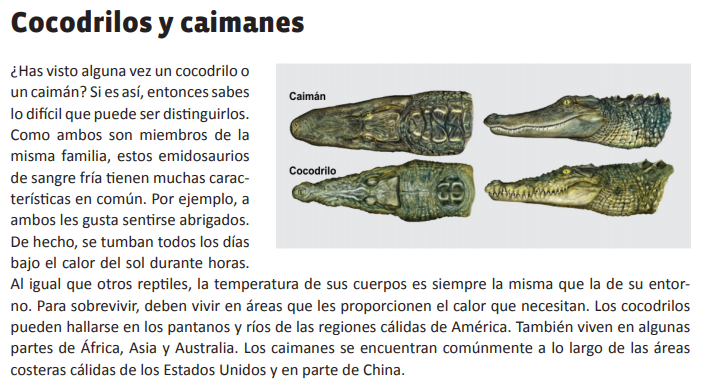 Cocodrilos y caimanes
¿Has visto alguna vez un cocodrilo o
un caimán? Si es así, entonces sabes
lo difícil que puede ser distinguirlos.
Como ambos son miembros de la
misma familia, estos emidosaurios
de sangre fría tienen muchas carac-
terísticas en común. Por ejemplo, a
ambos les gusta sentirse abrigados.
De hecho, se tumban todos los días
bajo el calor del sol durante horas.
Caimán
Cocodrilo
Al igual que otros reptiles, la temperatura de sus cuerpos es siempre la misma que la de su entor-
no. Para sobrevivir, deben vivir en áreas que les proporcionen el calor que necesitan. Los cocodrilos
pueden hallarse en los pantanos y ríos de las regiones cálidas de América. También viven en algunas
partes de África, Asia y Australia. Los caimanes se encuentran comúnmente a lo largo de las áreas
costeras cálidas de los Estados Unidos y en parte de China.